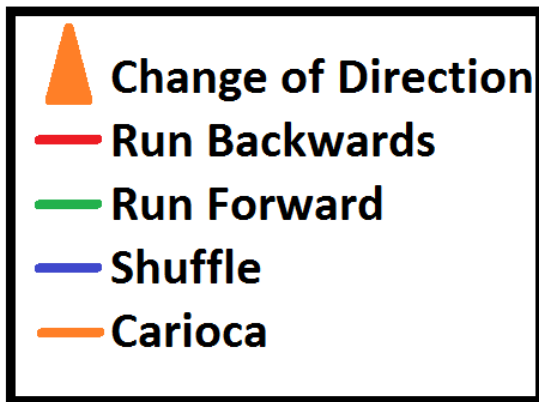 Change of Direction
Run Backwards
Run Forward
Shuffle
Carioca